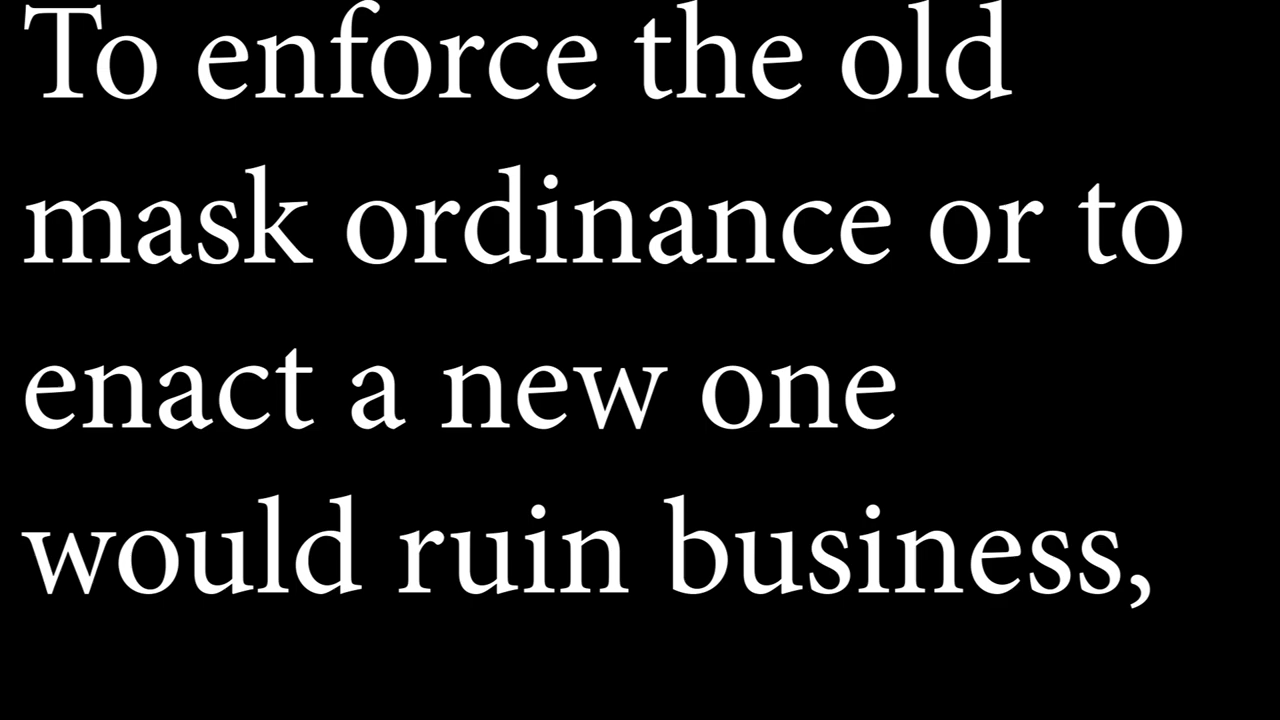 To enforce the old
mask ordinance or to
enact a new one
would ruin business,